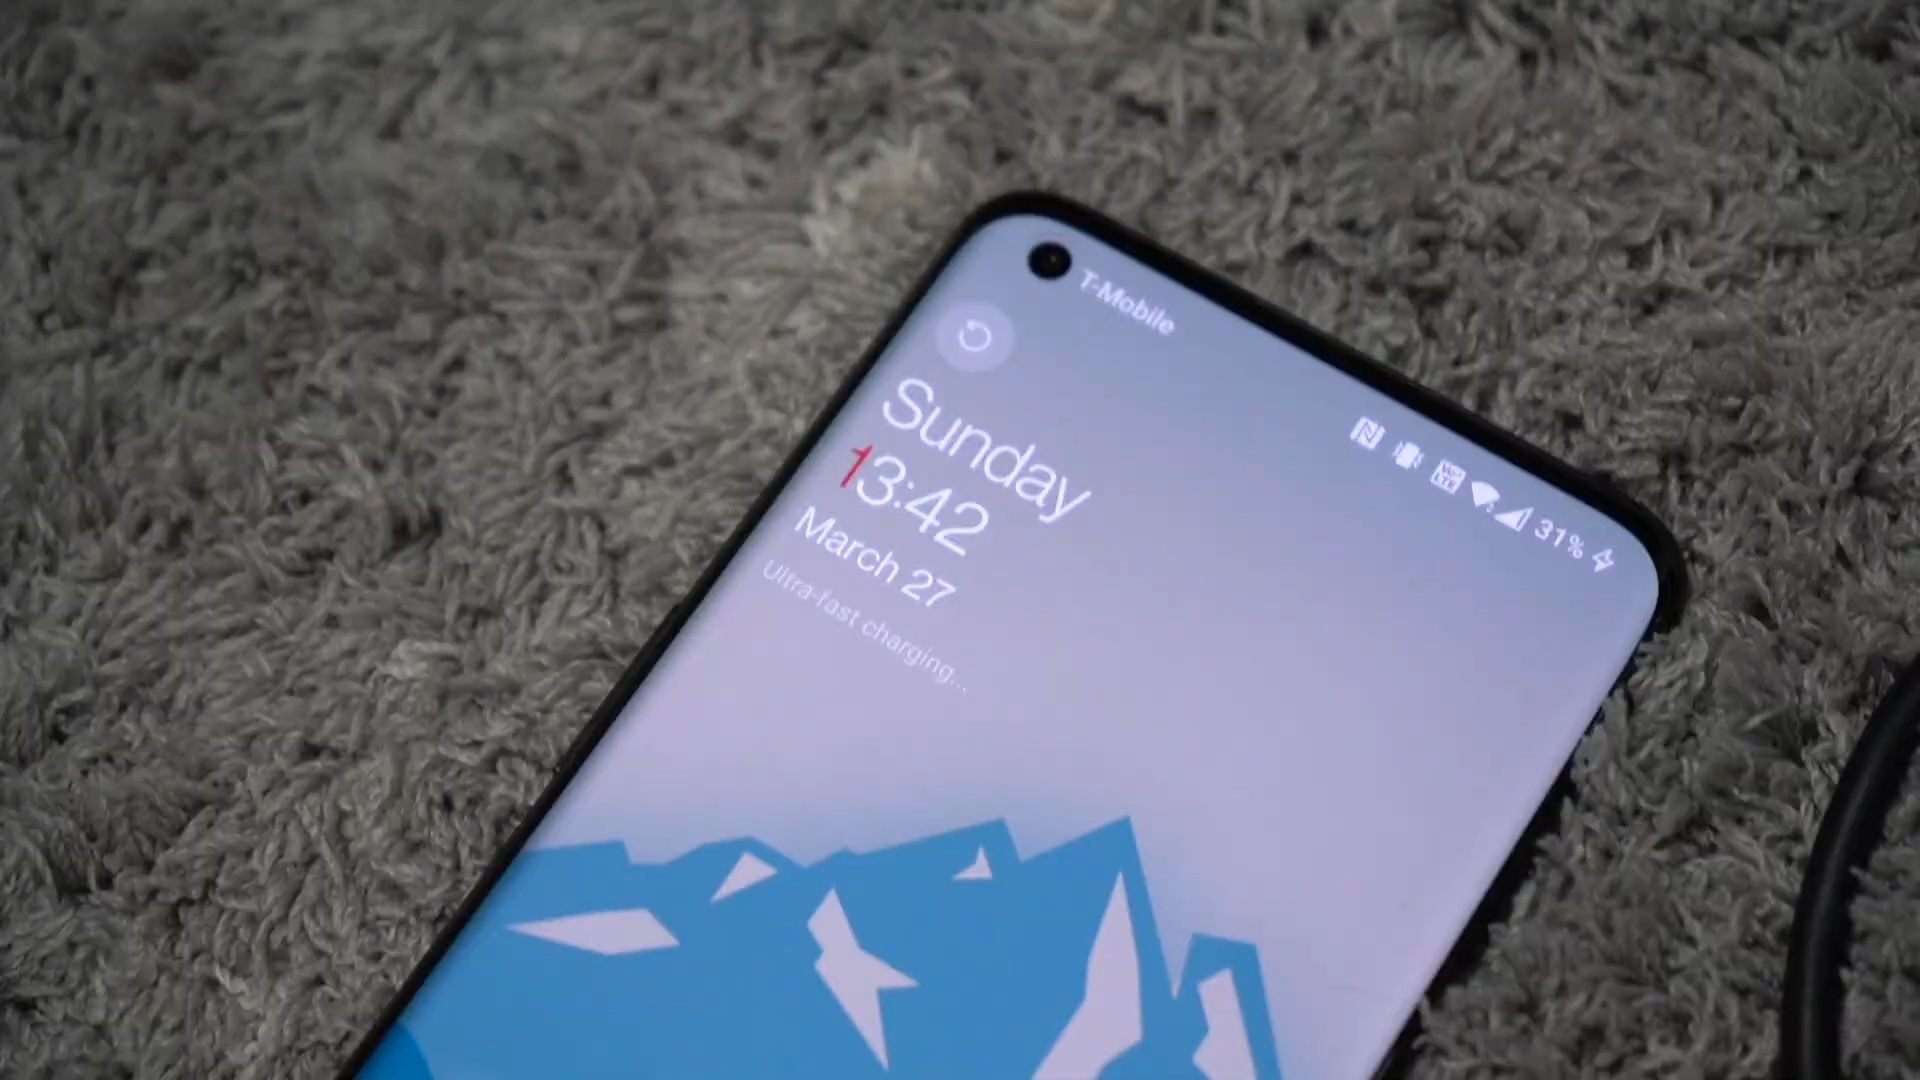 T-Mobile
31%
Sunday
13:42
March 27
Ultra-fast charging...